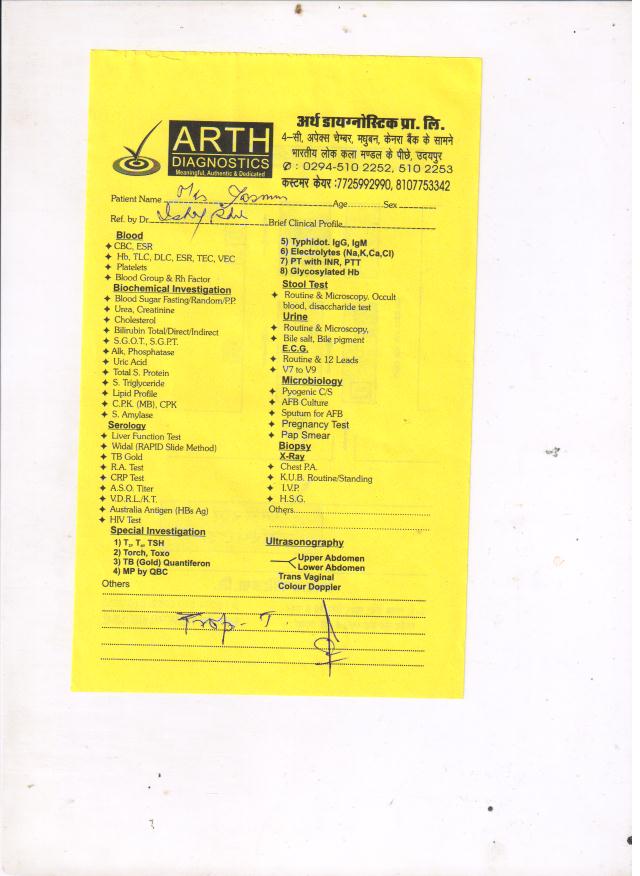 ARTH
DIAGNOSTICS
Meaningful, Authentic & Dedicated
अर्थ डायग्नोस्टिक प्रा. लि.
4–सी, अपेक्स चेम्बर, मधुबन, केनरा बैंक के सामने
भारतीय लोक कला मण्डल के पीछे, उदयपुर
✆ : 0294-510 2252, 510 2253
कस्टमर केयर :7725992990, 8107753342
Patient Name Mrs Age Sex
Ref. by Dr. Brief Clinical Profile
Blood
✦ CBC, ESR
✦ Hb, TLC, DLC, ESR, TEC, VEC
✦ Platelets
✦ Blood Group & Rh Factor
Biochemical Investigation
✦ Blood Sugar Fasting/Random/P.P.
✦ Urea, Creatinine
✦ Cholesterol
✦ Bilirubin Total/Direct/Indirect
✦ S.G.O.T., S.G.P.T.
✦ Alk, Phosphatase
✦ Uric Acid
✦ Total S. Protein
✦ S. Triglyceride
✦ Lipid Profile
✦ C.P.K. (MB), CPK
✦ S. Amylase
Serology
✦ Liver Function Test
✦ Widal (RAPID Slide Method)
✦ TB Gold
✦ R.A. Test
✦ CRP Test
✦ A.S.O. Titer
✦ V.D.R.L./K.T.
✦ Australia Antigen (HBs Ag)
✦ HIV Test
Special Investigation
1) T3, T4, TSH
2) Torch, Toxo
3) TB (Gold) Quantiferon
4) MP by QBC
Others
5) Typhidot. IgG, IgM
6) Electrolytes (Na,K,Ca,Cl)
7) PT with INR, PTT
8) Glycosylated Hb
Stool Test
✦ Routine & Microscopy. Occult
blood, disaccharide test
Urine
✦ Routine & Microscopy,
✦ Bile salt, Bile pigment
E.C.G.
✦ Routine & 12 Leads
✦ V7 to V9
Microbiology
✦ Pyogenic C/S
✦ AFB Culture
✦ Sputum for AFB
✦ Pregnancy Test
✦ Pap Smear
Biopsy
X-Ray
✦ Chest P.A.
✦ K.U.B. Routine/Standing
✦ I.V.P.
✦ H.S.G.
Others
Ultrasonography
Upper Abdomen
Lower Abdomen
Trans Vaginal
Colour Doppler
Trop - T.